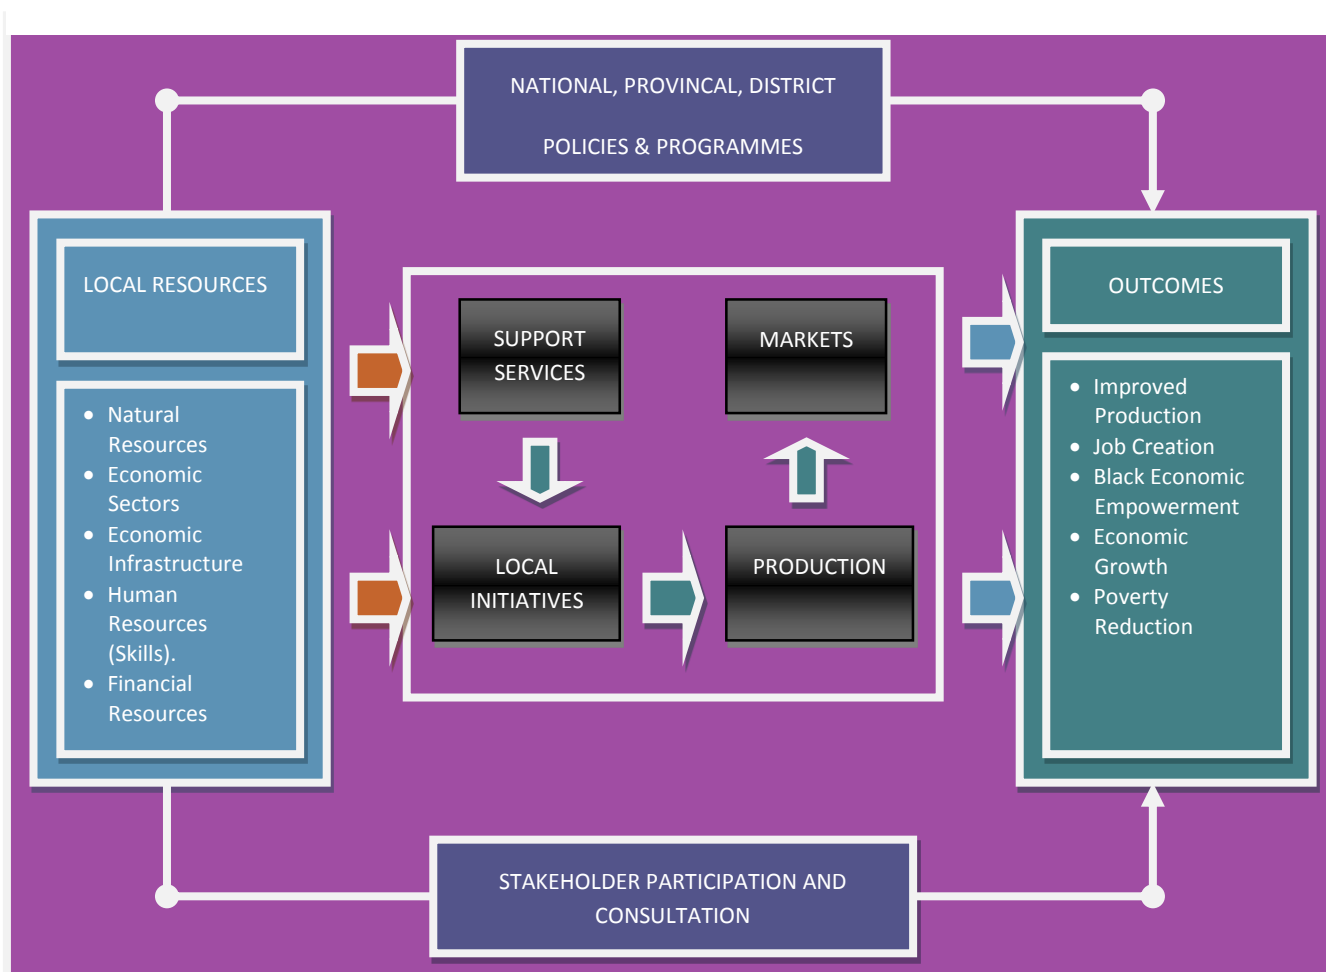 NATIONAL, PROVINCAL, DISTRICT
POLICIES & PROGRAMMES
LOCAL RESOURCES
• Natural
Resources
• Economic
Sectors
• Economic
Infrastructure
• Human
Resources
(Skills).
• Financial
Resources
SUPPORT
SERVICES
MARKETS
LOCAL
INITIATIVES
PRODUCTION
OUTCOMES
• Improved
Production
• Job Creation
• Black Economic
Empowerment
• Economic
Growth
• Poverty
Reduction
STAKEHOLDER PARTICIPATION AND
CONSULTATION